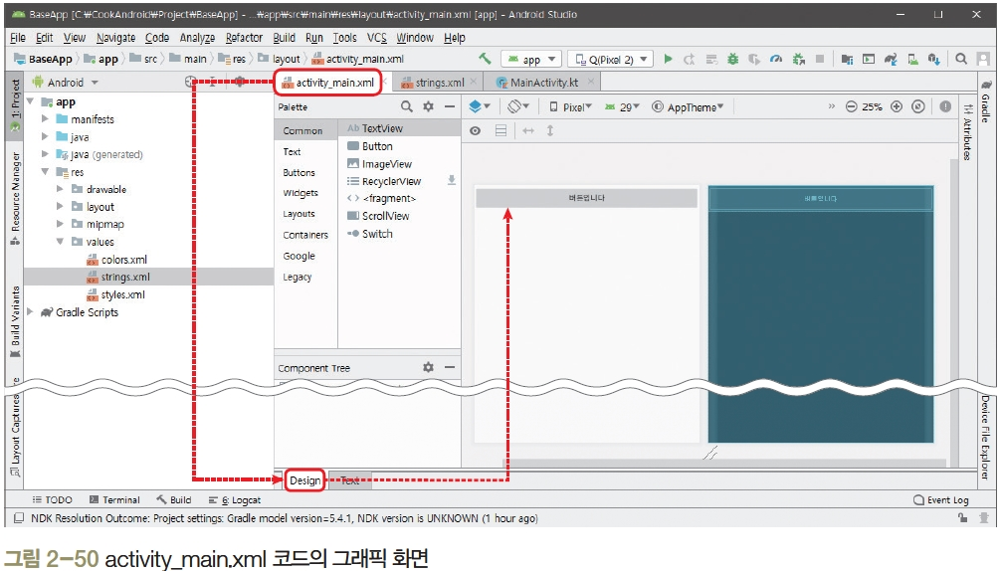 BaseApp [C:₩CookAndroid₩Project₩BaseApp] - ...₩app₩src₩main₩res₩layout₩activity_main.xml [app] - Android Studio
File Edit View Navigate Code Analyze Refactor Build Run Tools VCS Window Help
BaseApp app src main res layout activity_main.xml app Q(Pixel 2)
Android activity_main.xml strings.xml MainActivity.kt
1: Project
Resource Manager
Build Variants
Layout Captures
app
manifests
java
java (generated)
res
drawable
layout
mipmap
values
colors.xml
strings.xml
styles.xml
Gradle Scripts
Palette
Common
Text
Buttons
Widgets
Layouts
Containers
Google
Legacy
Ab TextView
Button
ImageView
RecyclerView
<fragment>
ScrollView
Switch
Component Tree
Pixel 29 AppTheme » 25%
버튼입니다 버튼입니다
Gradle
Attributes
Device File Explorer
Design Text
TODO Terminal Build 6: Logcat Event Log
NDK Resolution Outcome: Project settings: Gradle model version=5.4.1, NDK version is UNKNOWN (1 hour ago)
그림 2-50 activity_main.xml 코드의 그래픽 화면